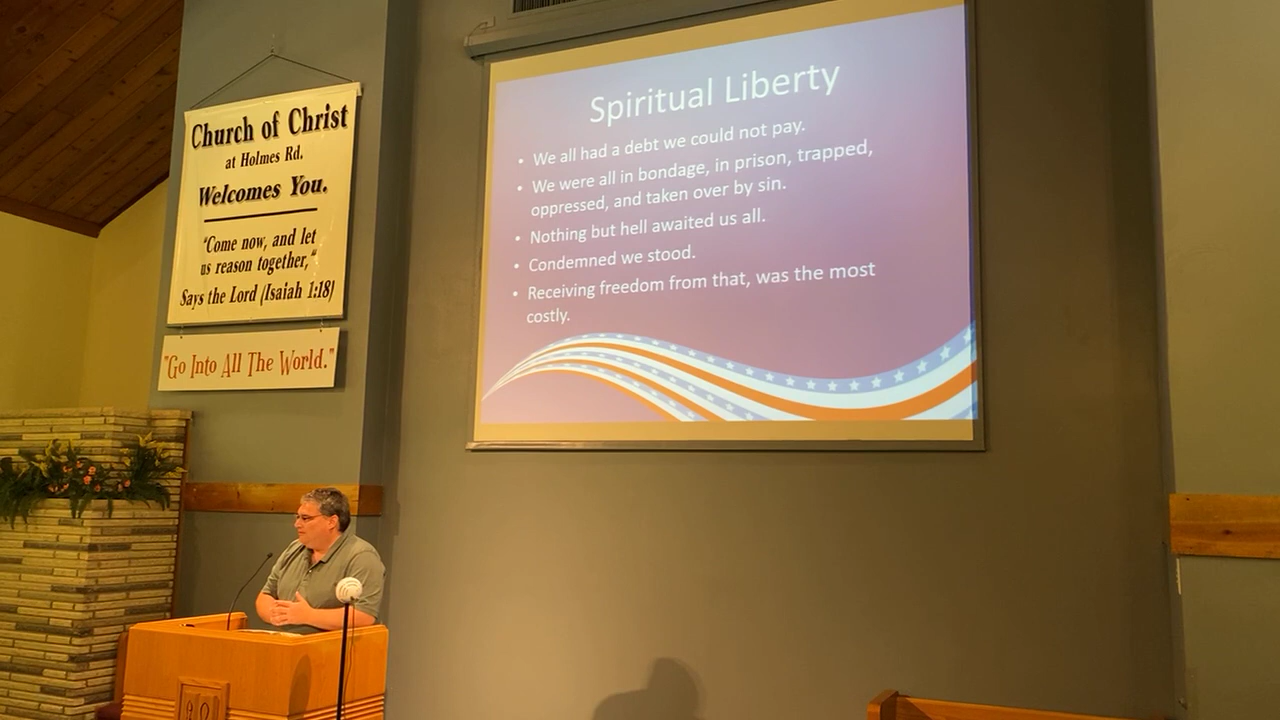 Church of Christ
at Holmes Rd.
Welcomes You.
"Come now, and let
us reason together,"
Says the Lord (Isaiah 1:18)
"Go Into All The World."
Spiritual Liberty
• We all had a debt we could not pay.
• We were all in bondage, in prison, trapped,
oppressed, and taken over by sin.
• Nothing but hell awaited us all.
• Condemned we stood.
• Receiving freedom from that, was the most
costly.